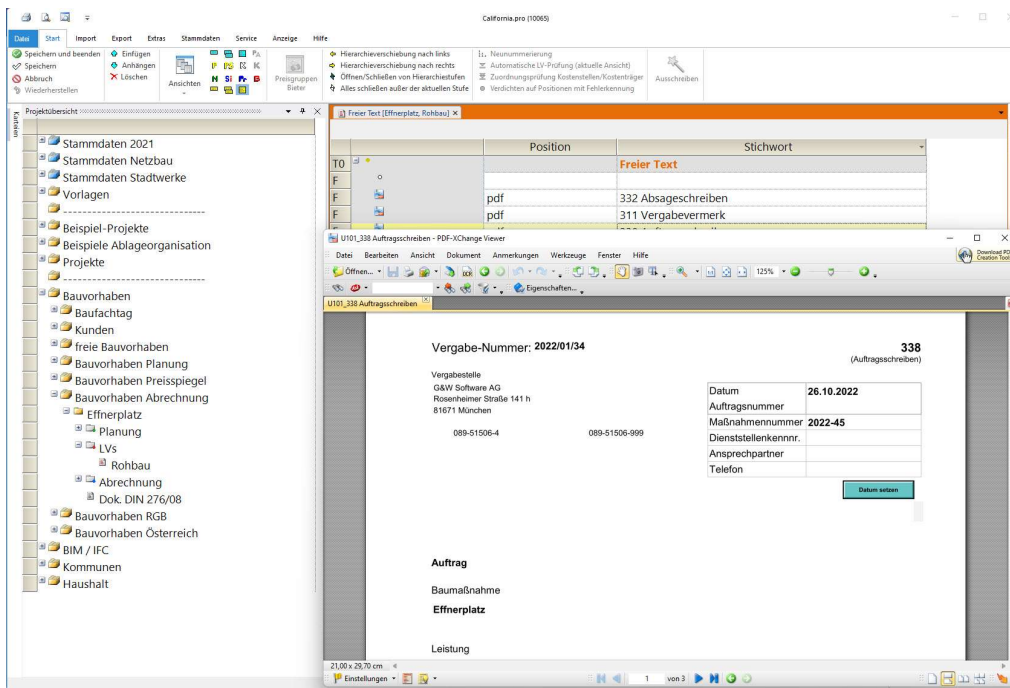 California.pro (10065)
Datei Start Import Export Extras Stammdaten Service Anzeige Hilfe
Speichern und beenden
Speichern
Abbruch
Wiederherstellen
Einfügen
Anhängen
Löschen
Ansichten
Preisgruppen
Bieter
Hierarchieverschiebung nach links
Hierarchieverschiebung nach rechts
Öffnen/Schließen von Hierarchiestufen
Alles schließen außer der aktuellen Stufe
Neunummerierung
Automatische LV-Prüfung (aktuelle Ansicht)
Zuordnungsprüfung Kostenstellen/Kostenträger
Verdichten auf Positionen mit Fehlerkennung
Ausschreiben
Karteien
Projektübersicht
Stammdaten 2021
Stammdaten Netzbau
Stammdaten Stadtwerke
Vorlagen
------------------------------
Beispiel-Projekte
Beispiele Ablageorganisation
Projekte
------------------------------
Bauvorhaben
Baufachtag
Kunden
freie Bauvorhaben
Bauvorhaben Planung
Bauvorhaben Preisspiegel
Bauvorhaben Abrechnung
Effnerplatz
Planung
LVs
Rohbau
Abrechnung
Dok. DIN 276/08
Bauvorhaben RGB
Bauvorhaben Österreich
BIM / IFC
Kommunen
Haushalt
Freier Text [Effnerplatz, Rohbau]
Position Stichwort
T0 Freier Text
F
F pdf 332 Absageschreiben
F pdf 311 Vergabevermerk
U101_338 Auftragsschreiben - PDF-XChange Viewer
Datei Bearbeiten Ansicht Dokument Anmerkungen Werkzeuge Fenster Hilfe
Download PD
Creation Tool
Öffnen... 125%
Eigenschaften...
U101_338 Auftragsschreiben
Vergabe-Nummer: 2022/01/34
338
(Auftragsschreiben)
Vergabestelle
G&W Software AG
Rosenheimer Straße 141 h
81671 München
089-51506-4 089-51506-999
Datum 26.10.2022
Auftragsnummer
Maßnahmennummer 2022-45
Dienststellenkennnr.
Ansprechpartner
Telefon
Datum setzen
Auftrag
Baumaßnahme
Effnerplatz
Leistung
21,00 x 29,70 cm
Einstellungen 1 von 3